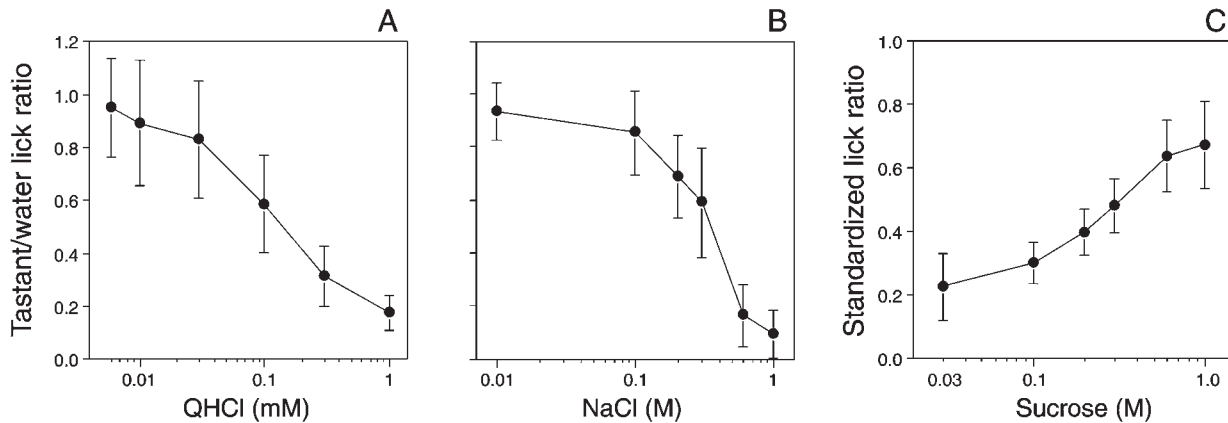 A
Tastant/water lick ratio
1.2
1.0
0.8
0.6
0.4
0.2
0.0
0.01
0.1
1
QHCl (mM)
B
0.01
0.1
1
NaCl (M)
C
Standardized lick ratio
1.0
0.8
0.6
0.4
0.2
0.0
0.03
0.1
1.0
Sucrose (M)